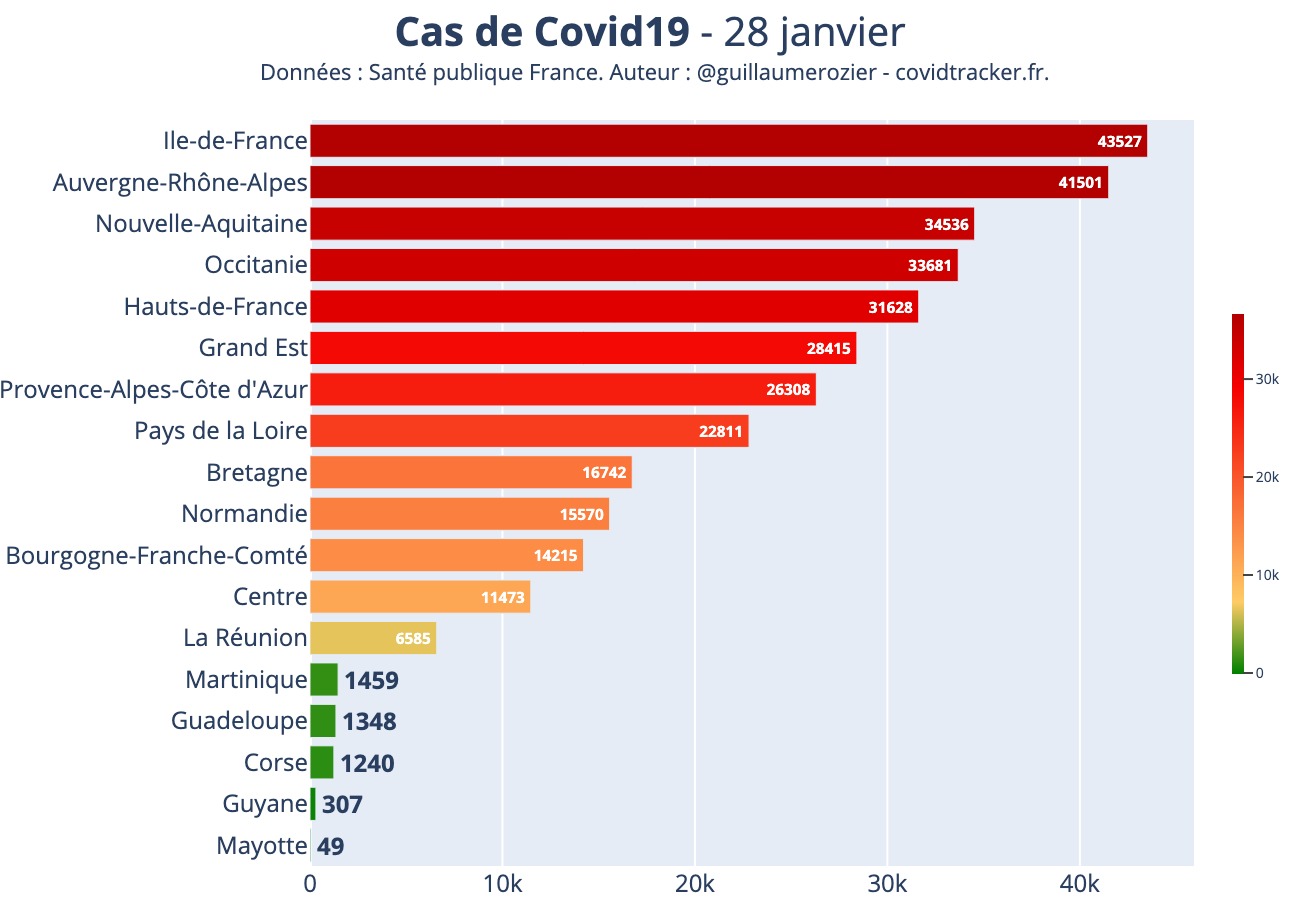 Cas de Covid19 - 28 janvier
Données : Santé publique France. Auteur : @guillaumerozier - covidtracker.fr.
Ile-de-France 43527
Auvergne-Rhône-Alpes 41501
Nouvelle-Aquitaine 34536
Occitanie 33681
Hauts-de-France 31628
Grand Est 28415
Provence-Alpes-Côte d'Azur 26308
Pays de la Loire 22811
Bretagne 16742
Normandie 15570
Bourgogne-Franche-Comté 14215
Centre 11473
La Réunion 6585
Martinique 1459
Guadeloupe 1348
Corse 1240
Guyane 307
Mayotte 49
0 10k 20k 30k 40k
30k
20k
10k
0